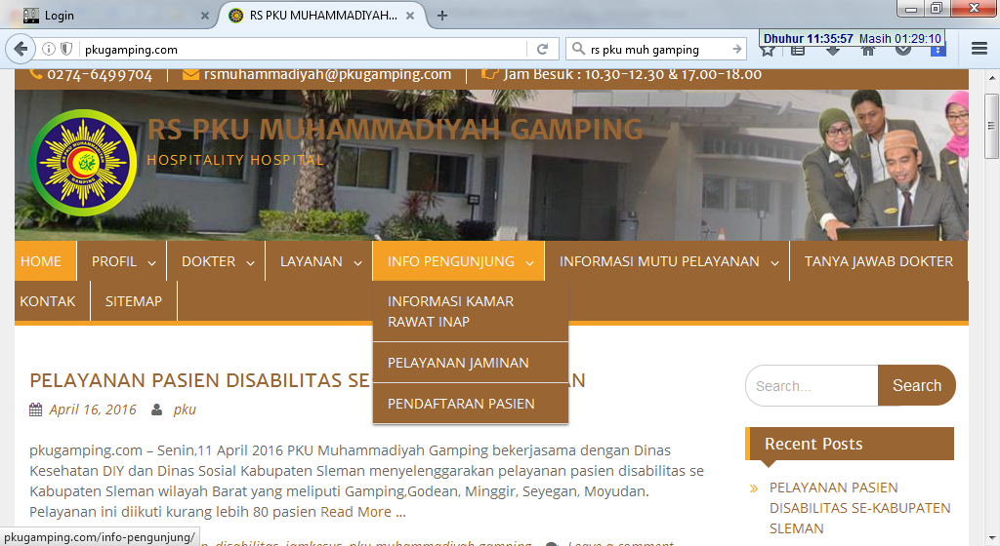 Login
RS PKU MUHAMMADIYAH...
pkugamping.com
rs pku muh gamping
Dhuhur 11:35:57 Masih 01:29:10
0274-6499704
rsmuhammadiyah@pkugamping.com
Jam Besuk : 10.30-12.30 & 17.00-18.00
RS PKU MUHAMMADIYAH GAMPING
HOSPITALITY HOSPITAL
GAMPING
HOME
PROFIL
DOKTER
LAYANAN
INFO PENGUNJUNG
INFORMASI MUTU PELAYANAN
TANYA JAWAB DOKTER
KONTAK
SITEMAP
INFORMASI KAMAR
RAWAT INAP
PELAYANAN JAMINAN
PENDAFTARAN PASIEN
PELAYANAN PASIEN DISABILITAS SE-
AN
April 16, 2016
pku
pkugamping.com – Senin,11 April 2016 PKU Muhammadiyah Gamping bekerjasama dengan Dinas
Kesehatan DIY dan Dinas Sosial Kabupaten Sleman menyelenggarakan pelayanan pasien disabilitas se
Kabupaten Sleman wilayah Barat yang meliputi Gamping,Godean, Minggir, Seyegan, Moyudan.
Pelayanan ini diikuti kurang lebih 80 pasien Read More ...
disabilitas, jamkesus, pku muhammadiyah gamping
Leave a comment
Search...
Search
Recent Posts
PELAYANAN PASIEN
DISABILITAS SE-KABUPATEN
SLEMAN
pkugamping.com/info-pengunjung/